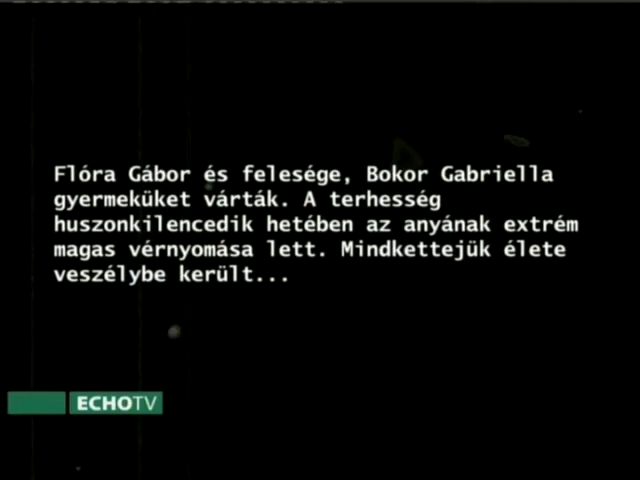 Flóra Gábor és felesége, Bokor Gabriella
gyermeküket várták. A terhesség
huszonkilencedik hetében az anyának extrém
magas vérnyomása lett. Mindkettejük élete
veszélybe került...
ECHOTV